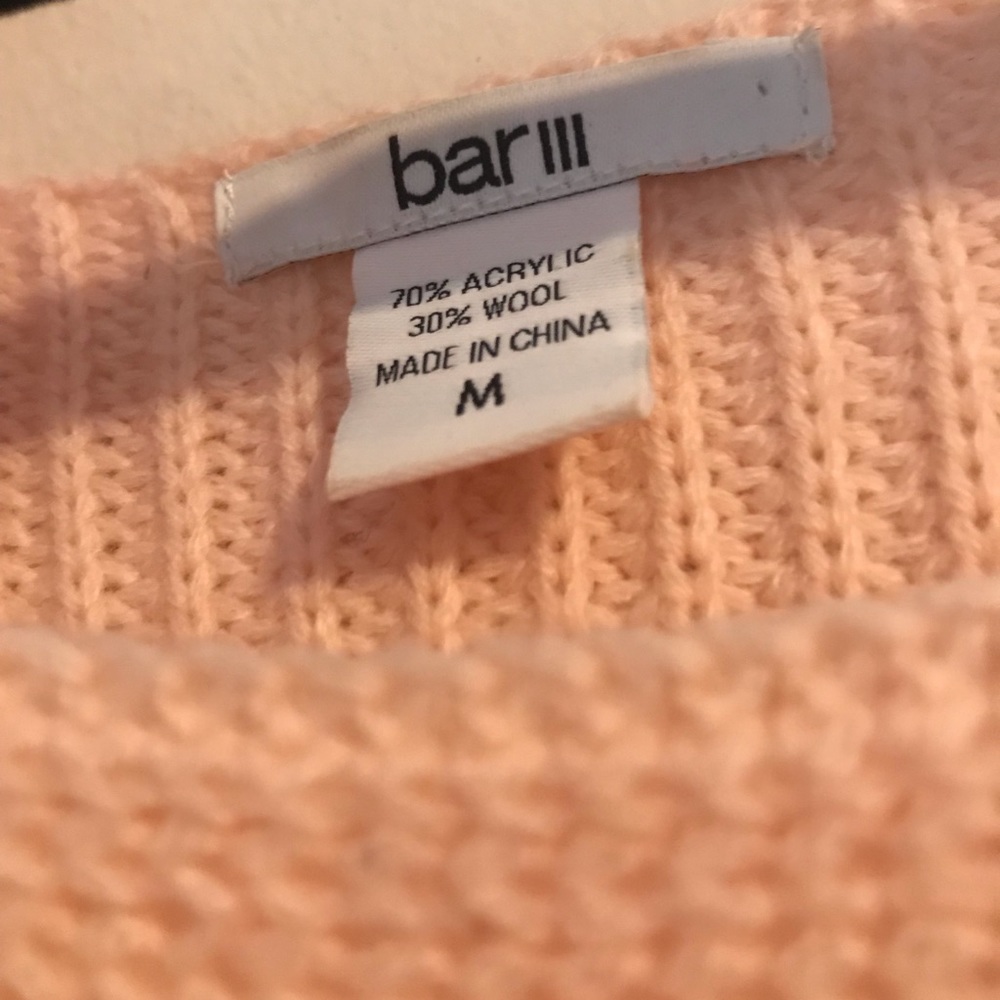 bar III
70% ACRYLIC
30% WOOL
MADE IN CHINA
M